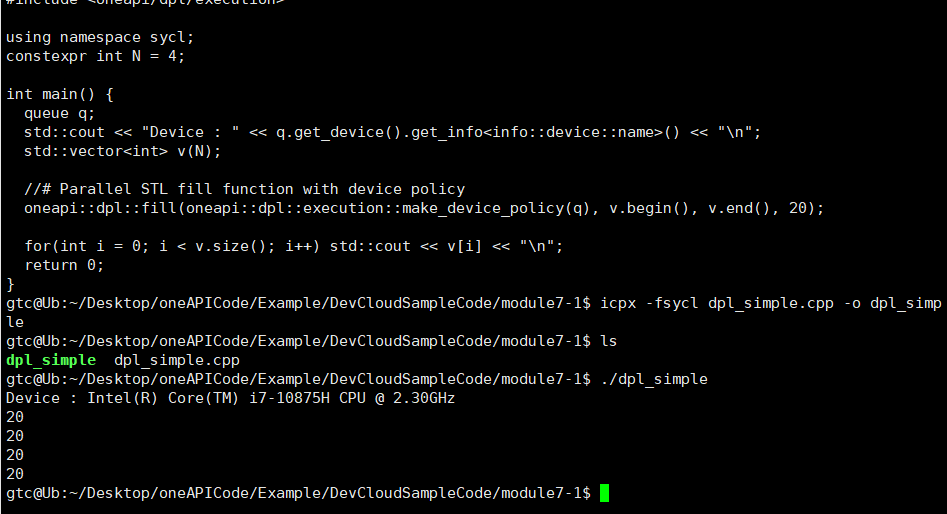 #include <oneapi/dpl/execution>
using namespace sycl;
constexpr int N = 4;
int main() {
  queue q;
  std::cout << "Device : " << q.get_device().get_info<info::device::name>() << "\n";
  std::vector<int> v(N);
  //# Parallel STL fill function with device policy
  oneapi::dpl::fill(oneapi::dpl::execution::make_device_policy(q), v.begin(), v.end(), 20);
  for(int i = 0; i < v.size(); i++) std::cout << v[i] << "\n";
  return 0;
}
gtc@Ub:~/Desktop/oneAPICode/Example/DevCloudSampleCode/module7-1$ icpx -fsycl dpl_simple.cpp -o dpl_simp
le
gtc@Ub:~/Desktop/oneAPICode/Example/DevCloudSampleCode/module7-1$ ls
dpl_simple  dpl_simple.cpp
gtc@Ub:~/Desktop/oneAPICode/Example/DevCloudSampleCode/module7-1$ ./dpl_simple
Device : Intel(R) Core(TM) i7-10875H CPU @ 2.30GHz
20
20
20
20
gtc@Ub:~/Desktop/oneAPICode/Example/DevCloudSampleCode/module7-1$